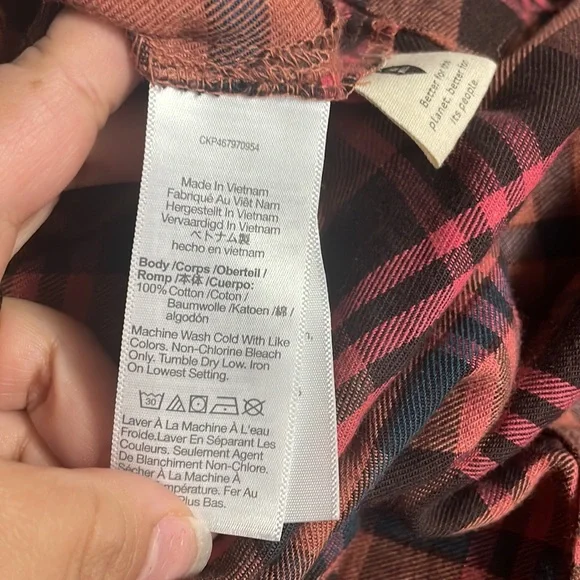 CKP467970954
Made In Vietnam
Fabriqué Au Viêt Nam
Hergestellt In Vietnam
Vervaardigd In Vietnam
ベトナム製
hecho en vietnam
Body /Corps /Oberteil /
Romp /本体 /Cuerpo:
100% Cotton /Coton /
Baumwolle /Katoen /綿 /
algodón
Machine Wash Cold With Like
Colors. Non-Chlorine Bleach
Only. Tumble Dry Low. Iron
On Lowest Setting.
30
Laver À La Machine À L'eau
Froide.Laver En Séparant Les
Couleurs. Seulement Agent
De Blanchiment Non-Chlore.
Sécher À La Machine À
température. Fer Au
Plus Bas.
Better for the
planet, better for
its people.